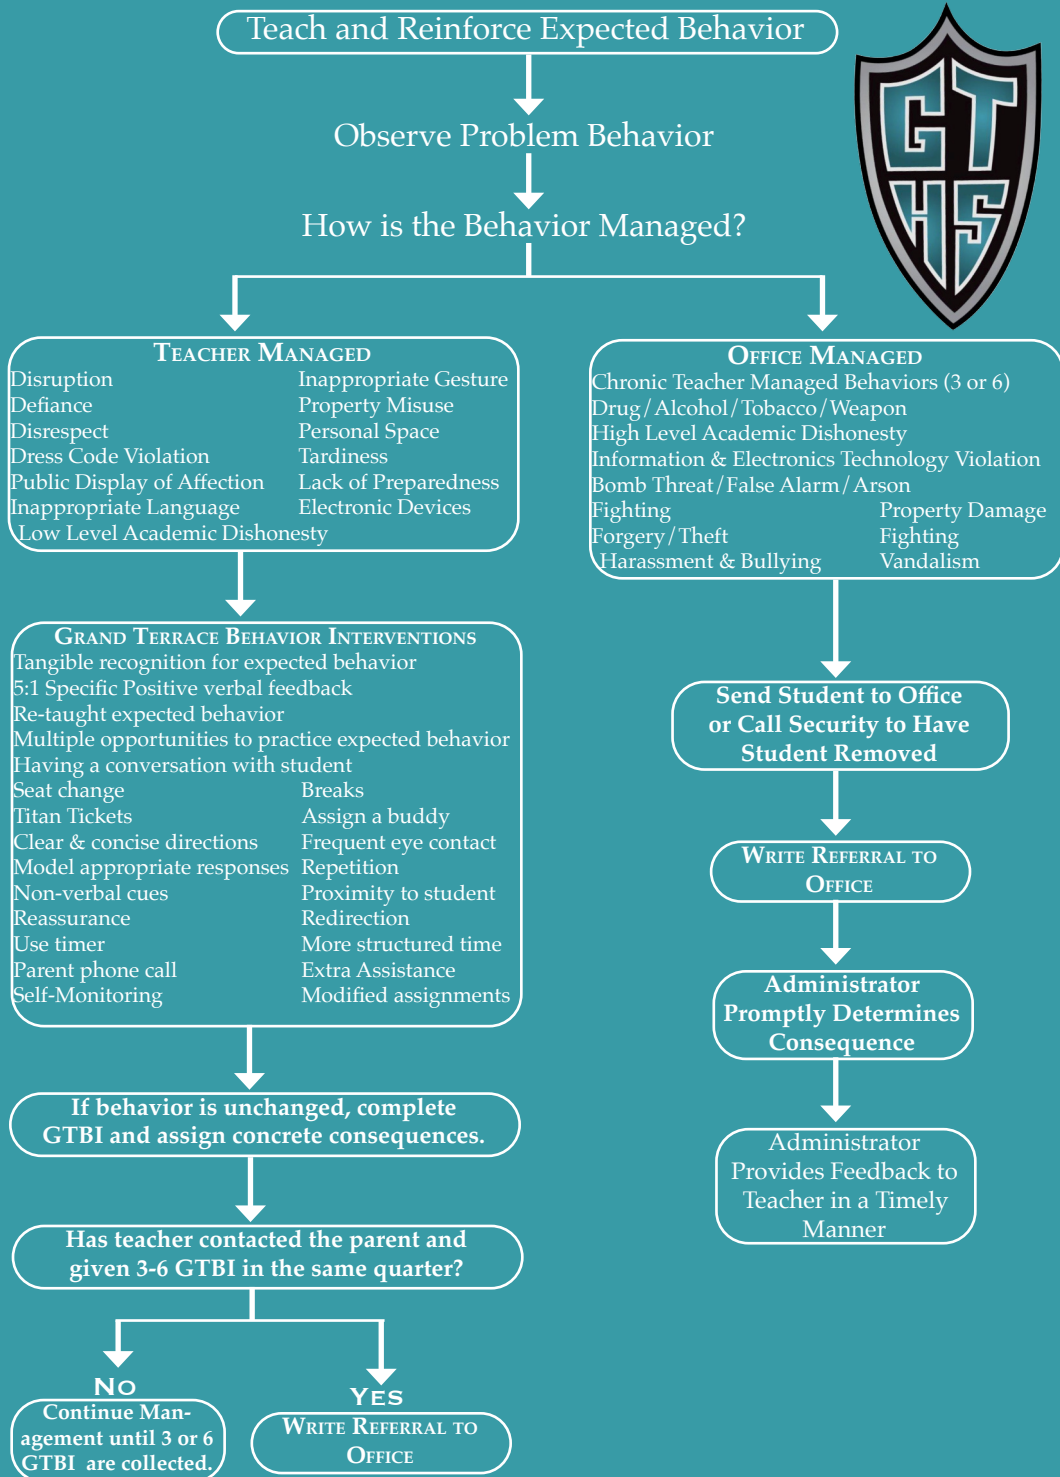 Teach and Reinforce Expected Behavior
Observe Problem Behavior
How is the Behavior Managed?
GT
HS
TEACHER MANAGED
Disruption
Defiance
Disrespect
Dress Code Violation
Public Display of Affection
Inappropriate Language
Low Level Academic Dishonesty
Inappropriate Gesture
Property Misuse
Personal Space
Tardiness
Lack of Preparedness
Electronic Devices
GRAND TERRACE BEHAVIOR INTERVENTIONS
Tangible recognition for expected behavior
5:1 Specific Positive verbal feedback
Re-taught expected behavior
Multiple opportunities to practice expected behavior
Having a conversation with student
Seat change
Titan Tickets
Clear & concise directions
Model appropriate responses
Non-verbal cues
Reassurance
Use timer
Parent phone call
Self-Monitoring
Breaks
Assign a buddy
Frequent eye contact
Repetition
Proximity to student
Redirection
More structured time
Extra Assistance
Modified assignments
If behavior is unchanged, complete
GTBI and assign concrete consequences.
Has teacher contacted the parent and
given 3-6 GTBI in the same quarter?
NO
Continue Man-
agement until 3 or 6
GTBI are collected.
YES
WRITE REFERRAL TO
OFFICE
OFFICE MANAGED
Chronic Teacher Managed Behaviors (3 or 6)
Drug/Alcohol/Tobacco/Weapon
High Level Academic Dishonesty
Information & Electronics Technology Violation
Bomb Threat/False Alarm/Arson
Fighting
Forgery/Theft
Harassment & Bullying
Property Damage
Fighting
Vandalism
Send Student to Office
or Call Security to Have
Student Removed
WRITE REFERRAL TO
OFFICE
Administrator
Promptly Determines
Consequence
Administrator
Provides Feedback to
Teacher in a Timely
Manner